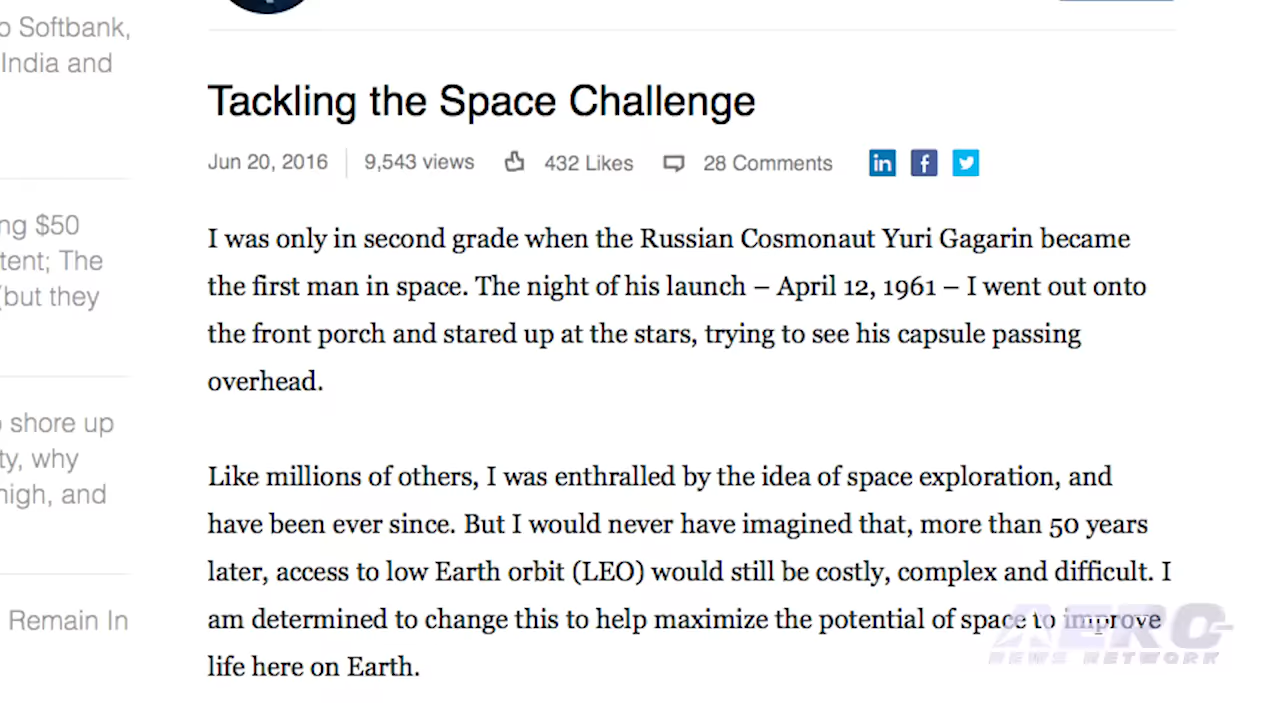 o Softbank,
India and
ng $50
tent; The
(but they
shore up
ty, why
high, and
Remain In
Tackling the Space Challenge
Jun 20, 2016 9,543 views 432 Likes 28 Comments in f
I was only in second grade when the Russian Cosmonaut Yuri Gagarin became
the first man in space. The night of his launch – April 12, 1961 – I went out onto
the front porch and stared up at the stars, trying to see his capsule passing
overhead.
Like millions of others, I was enthralled by the idea of space exploration, and
have been ever since. But I would never have imagined that, more than 50 years
later, access to low Earth orbit (LEO) would still be costly, complex and difficult. I
am determined to change this to help maximize the potential of space to improve
life here on Earth.
AERO
NEWS NETWORK